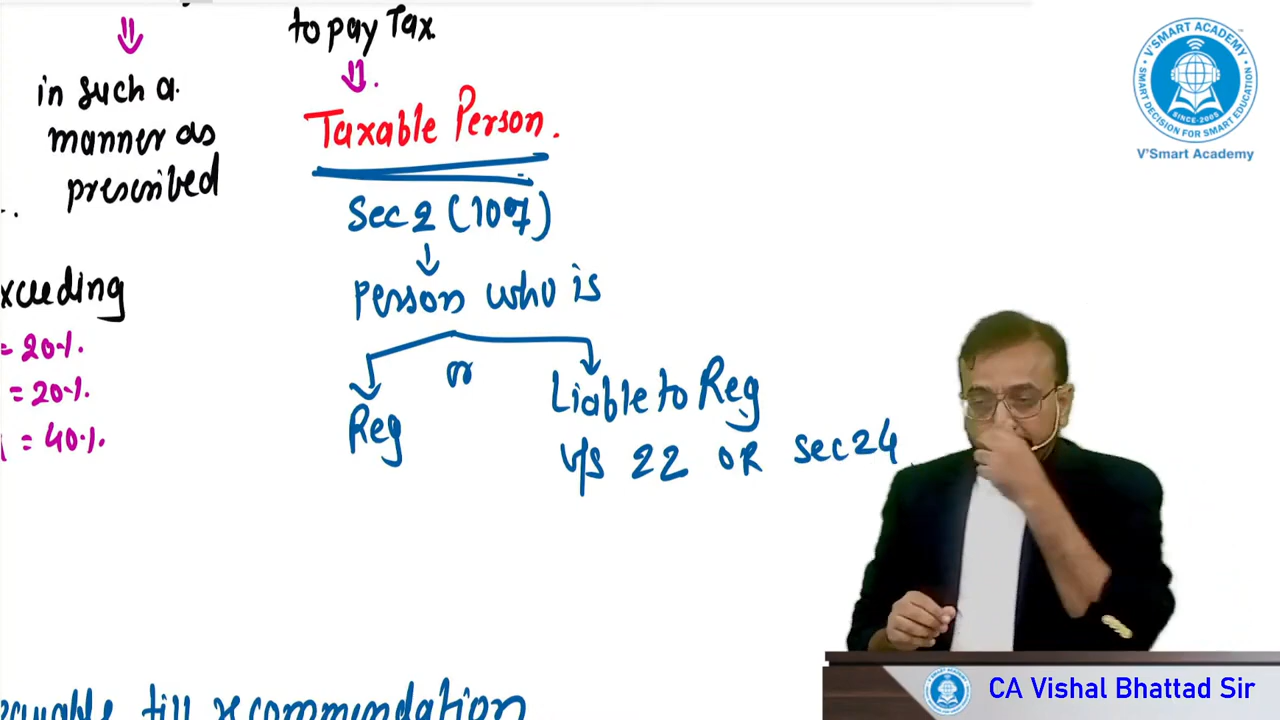 to pay Tax
in such a
manner as
prescribed
Taxable Person.
Sec 2 (107)
Person who is
Reg
or
Liable to Reg
u/s 22 OR sec 24
= 20%.
= 20%.
= 40%.
till recommendation
V'SMART ACADEMY
SMART DECISION FOR SMART EDUCATION
SINCE-2005
V'Smart Academy
CA Vishal Bhattad Sir